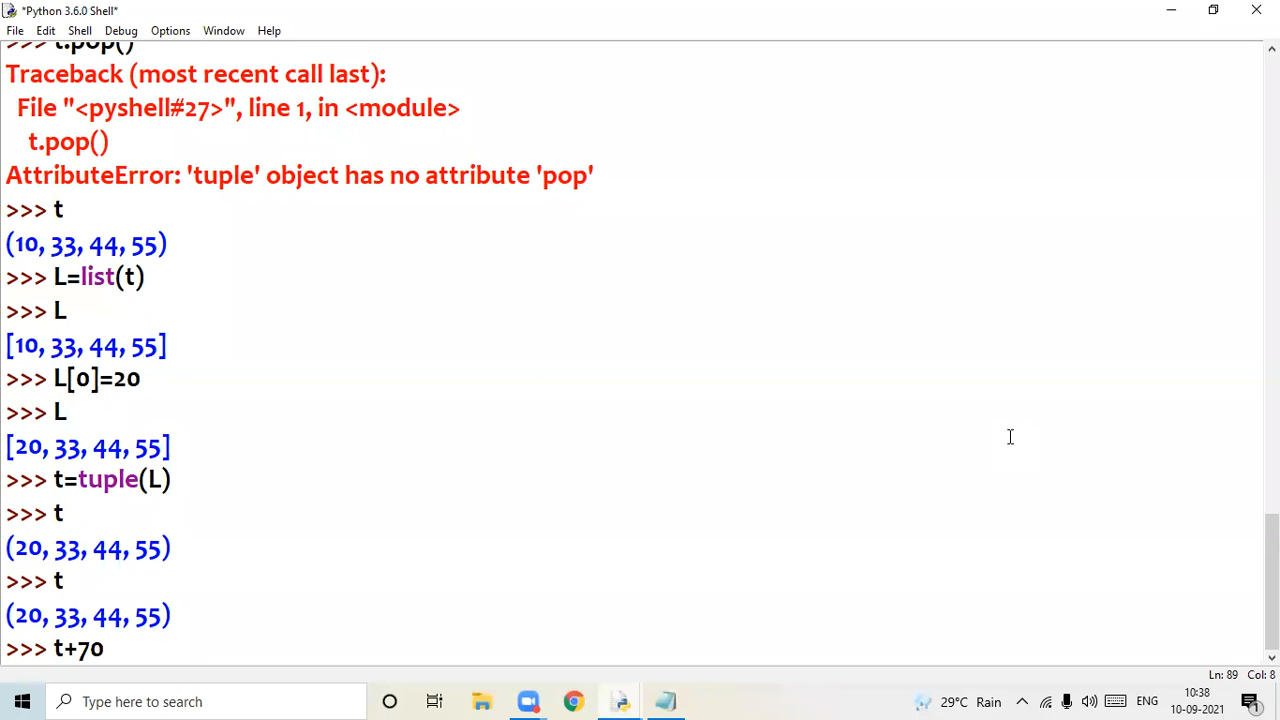 *Python 3.6.0 Shell*
File Edit Shell Debug Options Window Help
>>> t.pop()
Traceback (most recent call last):
File "<pyshell#27>", line 1, in <module>
t.pop()
AttributeError: 'tuple' object has no attribute 'pop'
>>> t
(10, 33, 44, 55)
>>> L=list(t)
>>> L
[10, 33, 44, 55]
>>> L[0]=20
>>> L
[20, 33, 44, 55]
>>> t=tuple(L)
>>> t
(20, 33, 44, 55)
>>> t
(20, 33, 44, 55)
>>> t+70
Ln: 89 Col: 8
Type here to search
29°C Rain
ENG
10:38
10-09-2021
1